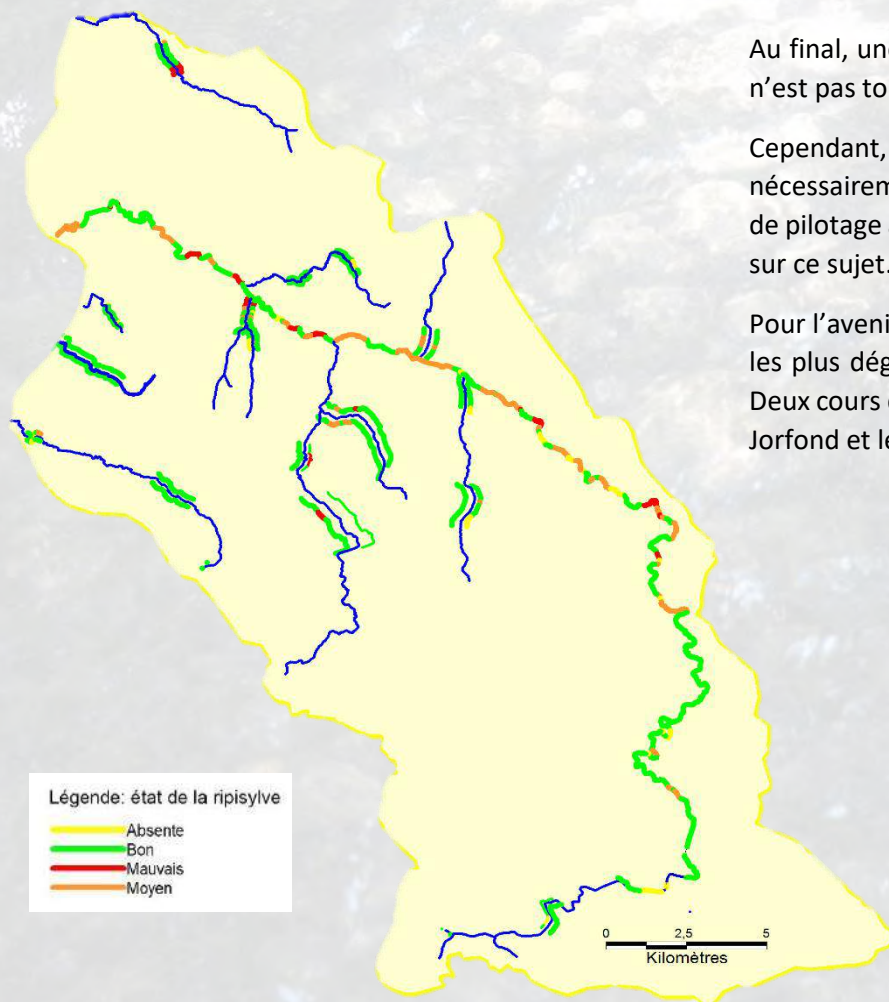 Au final, un
n'est pas to
Cependant,
nécessairem
de pilotage
sur ce sujet.
Pour l'aveni
les plus dég
Deux cours
Jorfond et le
Légende: état de la ripisylve
Absente
Bon
Mauvais
Moyen
0 2,5 5
Kilomètres